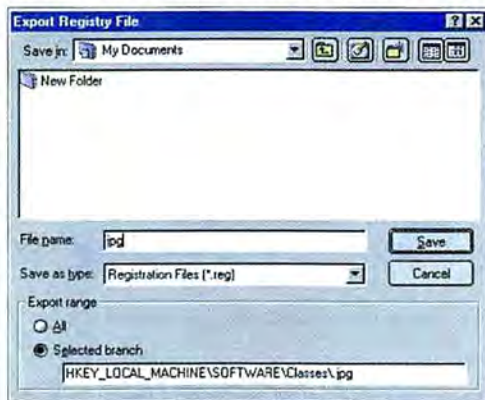 Export Registry File
Save in: My Documents
New Folder
File name: jpg
Save as type: Registration Files (*.reg)
Save
Cancel
Export range
All
Selected branch
HKEY_LOCAL_MACHINE\SOFTWARE\Classes\.jpg